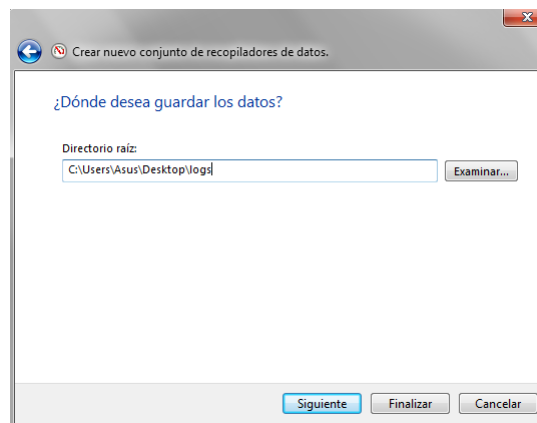 Crear nuevo conjunto de recopiladores de datos.
¿Dónde desea guardar los datos?
Directorio raíz:
C:\Users\Asus\Desktop\logs
Examinar...
Siguiente Finalizar Cancelar